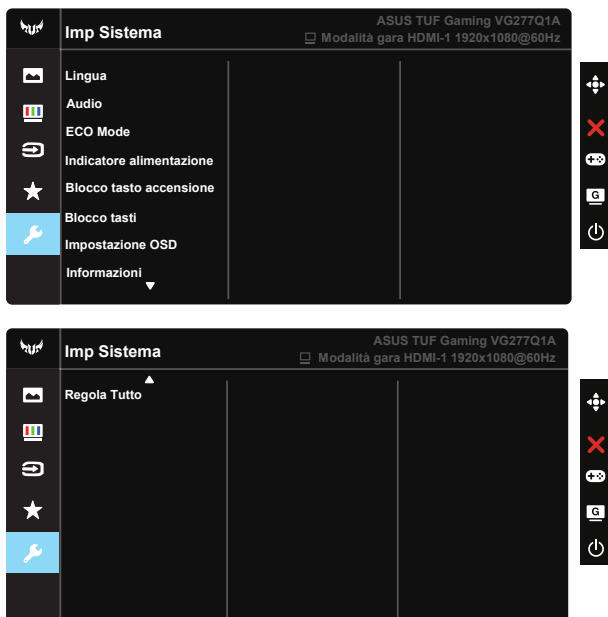 Imp Sistema
ASUS TUF Gaming VG277Q1A
Modalità gara HDMI-1 1920x1080@60Hz
Lingua
Audio
ECO Mode
Indicatore alimentazione
Blocco tasto accensione
Blocco tasti
Impostazione OSD
Informazioni
G
Imp Sistema
ASUS TUF Gaming VG277Q1A
Modalità gara HDMI-1 1920x1080@60Hz
Regola Tutto
G